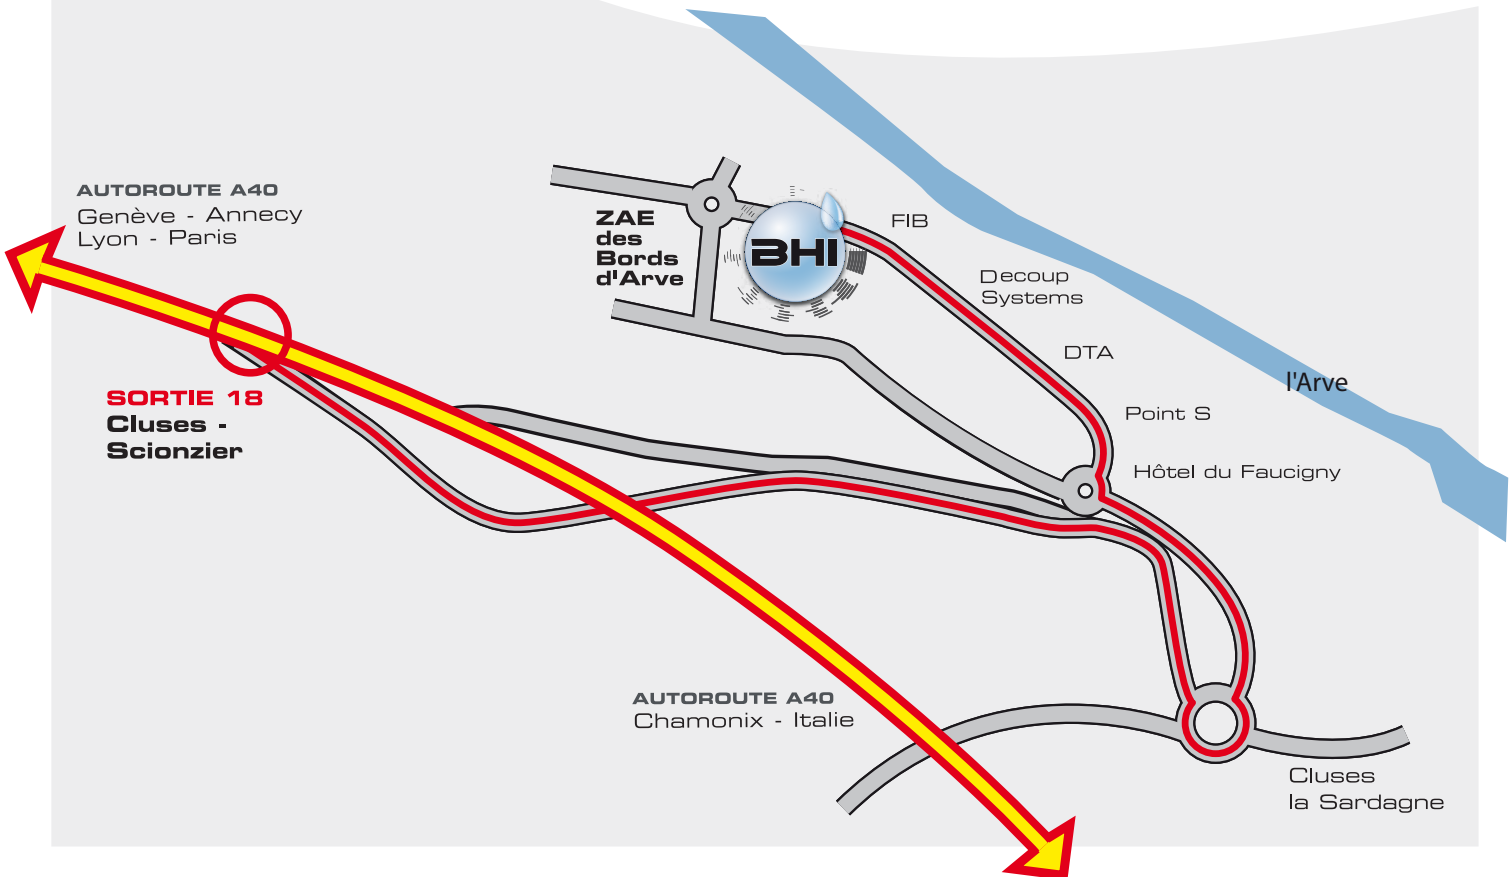 AUTOROUTE A40
Genève - Annecy
Lyon - Paris
ZAE
des
Bords
d'Arve
BHI
FIB
Decoup
Systems
DTA
l'Arve
Point S
Hôtel du Faucigny
SORTIE 18
Cluses -
Scionzier
AUTOROUTE A40
Chamonix - Italie
Cluses
la Sardagne